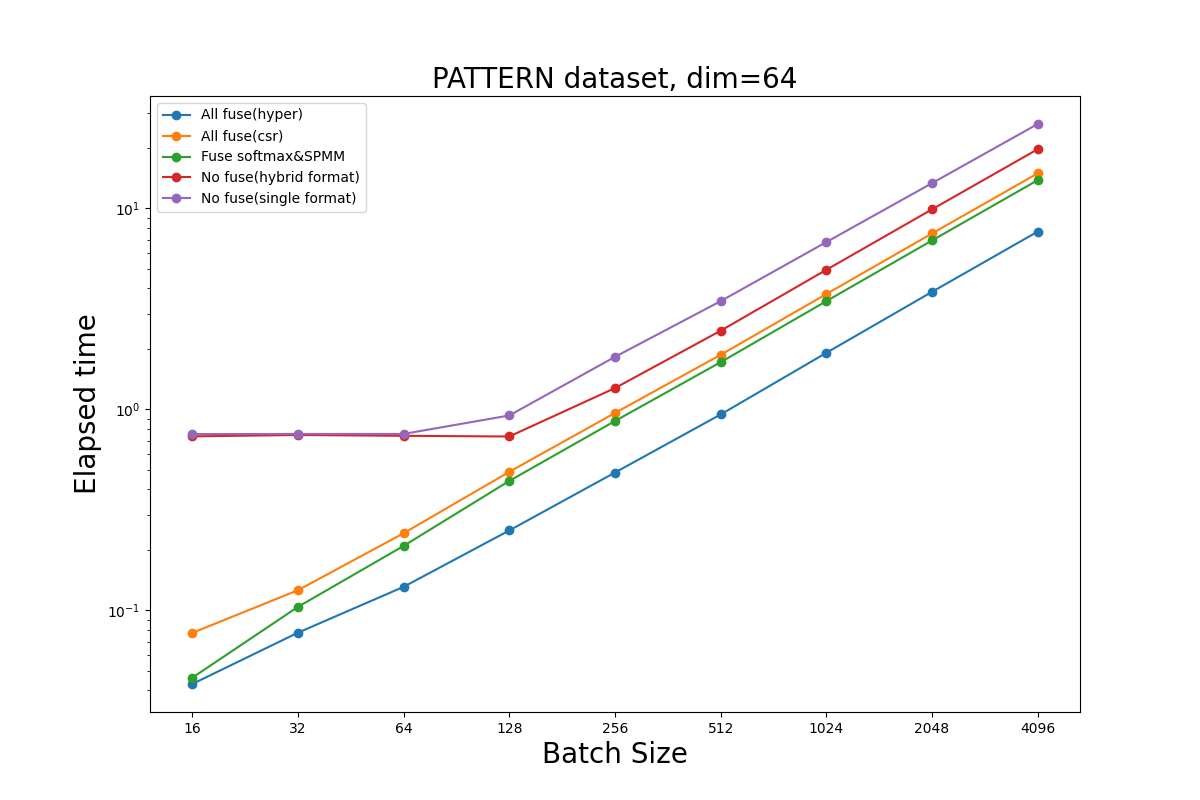 PATTERN dataset, dim=64
All fuse(hyper)
All fuse(csr)
Fuse softmax&SPMM
No fuse(hybrid format)
No fuse(single format)
Elapsed time
10¹
10⁰
10⁻¹
16 32 64 128 256 512 1024 2048 4096
Batch Size